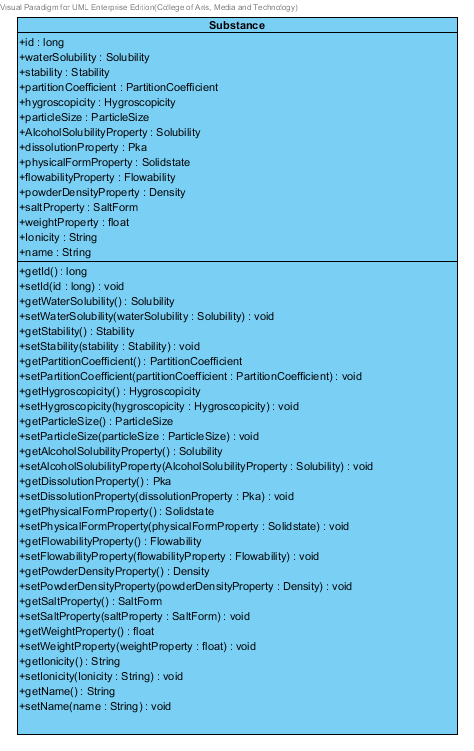 Visual Paradigm for UML Enterprise Edition(College of Arts, Media and Technology)
Substance
+id : long
+waterSolubility : Solubility
+stability : Stability
+partitionCoefficient : PartitionCoefficient
+hygroscopicity : Hygroscopicity
+particleSize : ParticleSize
+AlcoholSolubilityProperty : Solubility
+dissolutionProperty : Pka
+physicalFormProperty : Solidstate
+flowabilityProperty : Flowability
+powderDensityProperty : Density
+saltProperty : SaltForm
+weightProperty : float
+Ionicity : String
+name : String
+getId() : long
+setId(id : long) : void
+getWaterSolubility() : Solubility
+setWaterSolubility(waterSolubility : Solubility) : void
+getStability() : Stability
+setStability(stability : Stability) : void
+getPartitionCoefficient() : PartitionCoefficient
+setPartitionCoefficient(partitionCoefficient : PartitionCoefficient) : void
+getHygroscopicity() : Hygroscopicity
+setHygroscopicity(hygroscopicity : Hygroscopicity) : void
+getParticleSize() : ParticleSize
+setParticleSize(particleSize : ParticleSize) : void
+getAlcoholSolubilityProperty() : Solubility
+setAlcoholSolubilityProperty(AlcoholSolubilityProperty : Solubility) : void
+getDissolutionProperty() : Pka
+setDissolutionProperty(dissolutionProperty : Pka) : void
+getPhysicalFormProperty() : Solidstate
+setPhysicalFormProperty(physicalFormProperty : Solidstate) : void
+getFlowabilityProperty() : Flowability
+setFlowabilityProperty(flowabilityProperty : Flowability) : void
+getPowderDensityProperty() : Density
+setPowderDensityProperty(powderDensityProperty : Density) : void
+getSaltProperty() : SaltForm
+setSaltProperty(saltProperty : SaltForm) : void
+getWeightProperty() : float
+setWeightProperty(weightProperty : float) : void
+getIonicity() : String
+setIonicity(Ionicity : String) : void
+getName() : String
+setName(name : String) : void